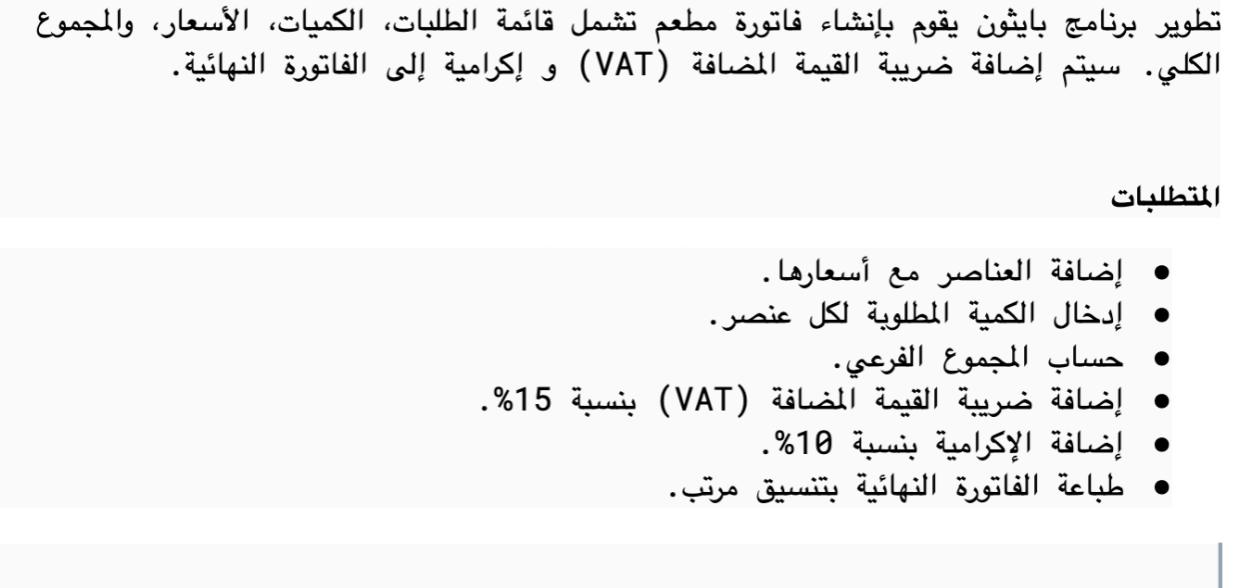 تطوير برنامج بايثون يقوم بإنشاء فاتورة مطعم تشمل قائمة الطلبات، الكميات، الأسعار، والمجموع
الكلي. سيتم إضافة ضريبة القيمة المضافة (VAT) و إكرامية إلى الفاتورة النهائية.
المتطلبات
● إضافة العناصر مع أسعارها.
● إدخال الكمية المطلوبة لكل عنصر.
● حساب المجموع الفرعي.
● إضافة ضريبة القيمة المضافة (VAT) بنسبة 15%.
● إضافة الإكرامية بنسبة 10%.
● طباعة الفاتورة النهائية بتنسيق مرتب.